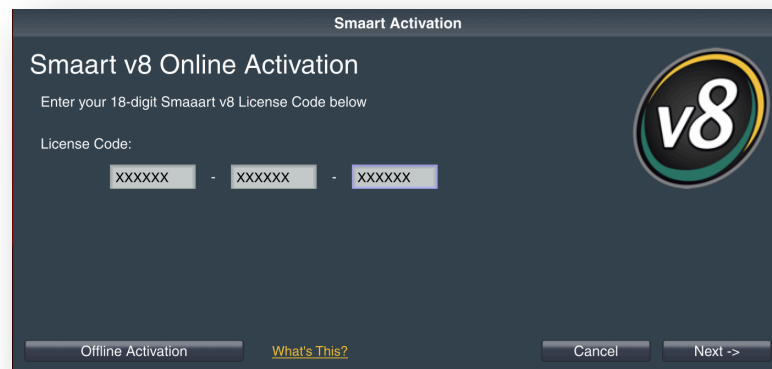 Smaart Activation
Smaart v8 Online Activation
v8
Enter your 18-digit Smaaart v8 License Code below
License Code:
XXXXXX - XXXXXX - XXXXXX
Offline Activation What's This? Cancel Next ->